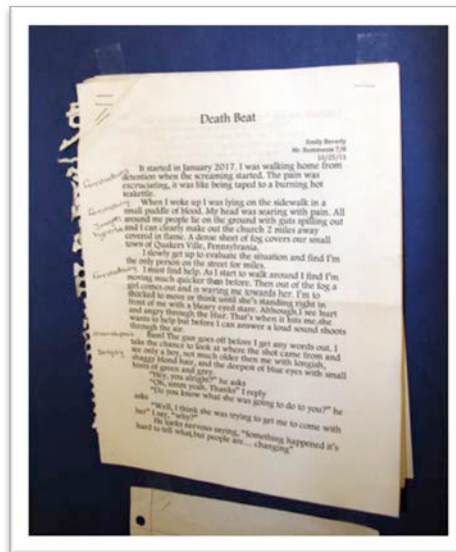 Death Beat
Emily Beverly
Mr. 7/8
10/25/13
It started in January 2017. I was walking home from
detention when the screaming started. The pain was
excruciating, it was like being taped to a burning hot
teakettle.
When I woke up I was lying on the sidewalk in a
small puddle of blood. My head was searing with pain. All
around me people lie on the ground with guts spilling out
and I can clearly make out the church 2 miles away
covered in flame. A dense sheet of fog covers our small
town of Quakers Ville, Pennsylvania.
I slowly get up to evaluate the situation and find I'm
the only person on the street for miles.
I must find help. As I start to walk around I find I'm
moving much quicker than before. Then out of the fog a
girl comes out and is waving me towards her. I'm to
shocked to move or think until she's standing right in
front of me with a bleary eyed stare. Although I see hurt
and angry through the blur. That's when it hits me, she
wants to help but before I can answer a loud sound shoots
through the air.
Bam! The gun goes off before I get any words out. I
take the chance to look at where the shot came from and
see only a boy, not much older then me with longish,
shaggy blond hair, and the deepest of blue eyes with small
hints of green and grey.
"Hey, you alright?" he asks
"Oh, umm yeah. Thanks" I reply
"Do you know what she was going to do to you?" he
asks
"Well, I think she was trying to get me to come with
her" I say, "why?"
He looks nervous saying, "Something happened it's
hard to tell what, but people are... changing"
Foreshadowing
Foreshadowing
Imagery
Hyperbole
Foreshadowing
Onomatopoeia
Imagery